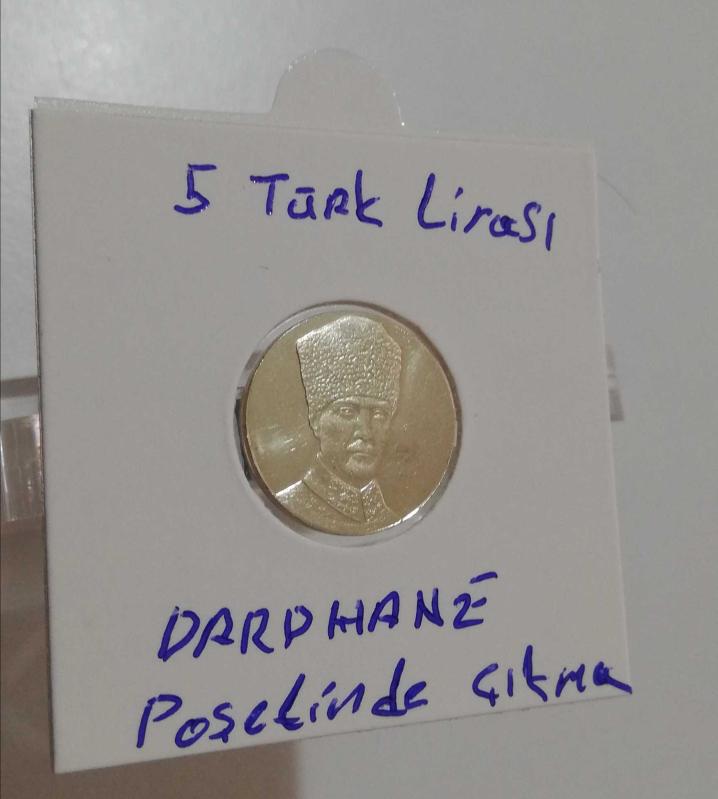 5 Türk Lirası
DARPHANE
Poşetinde çıkma